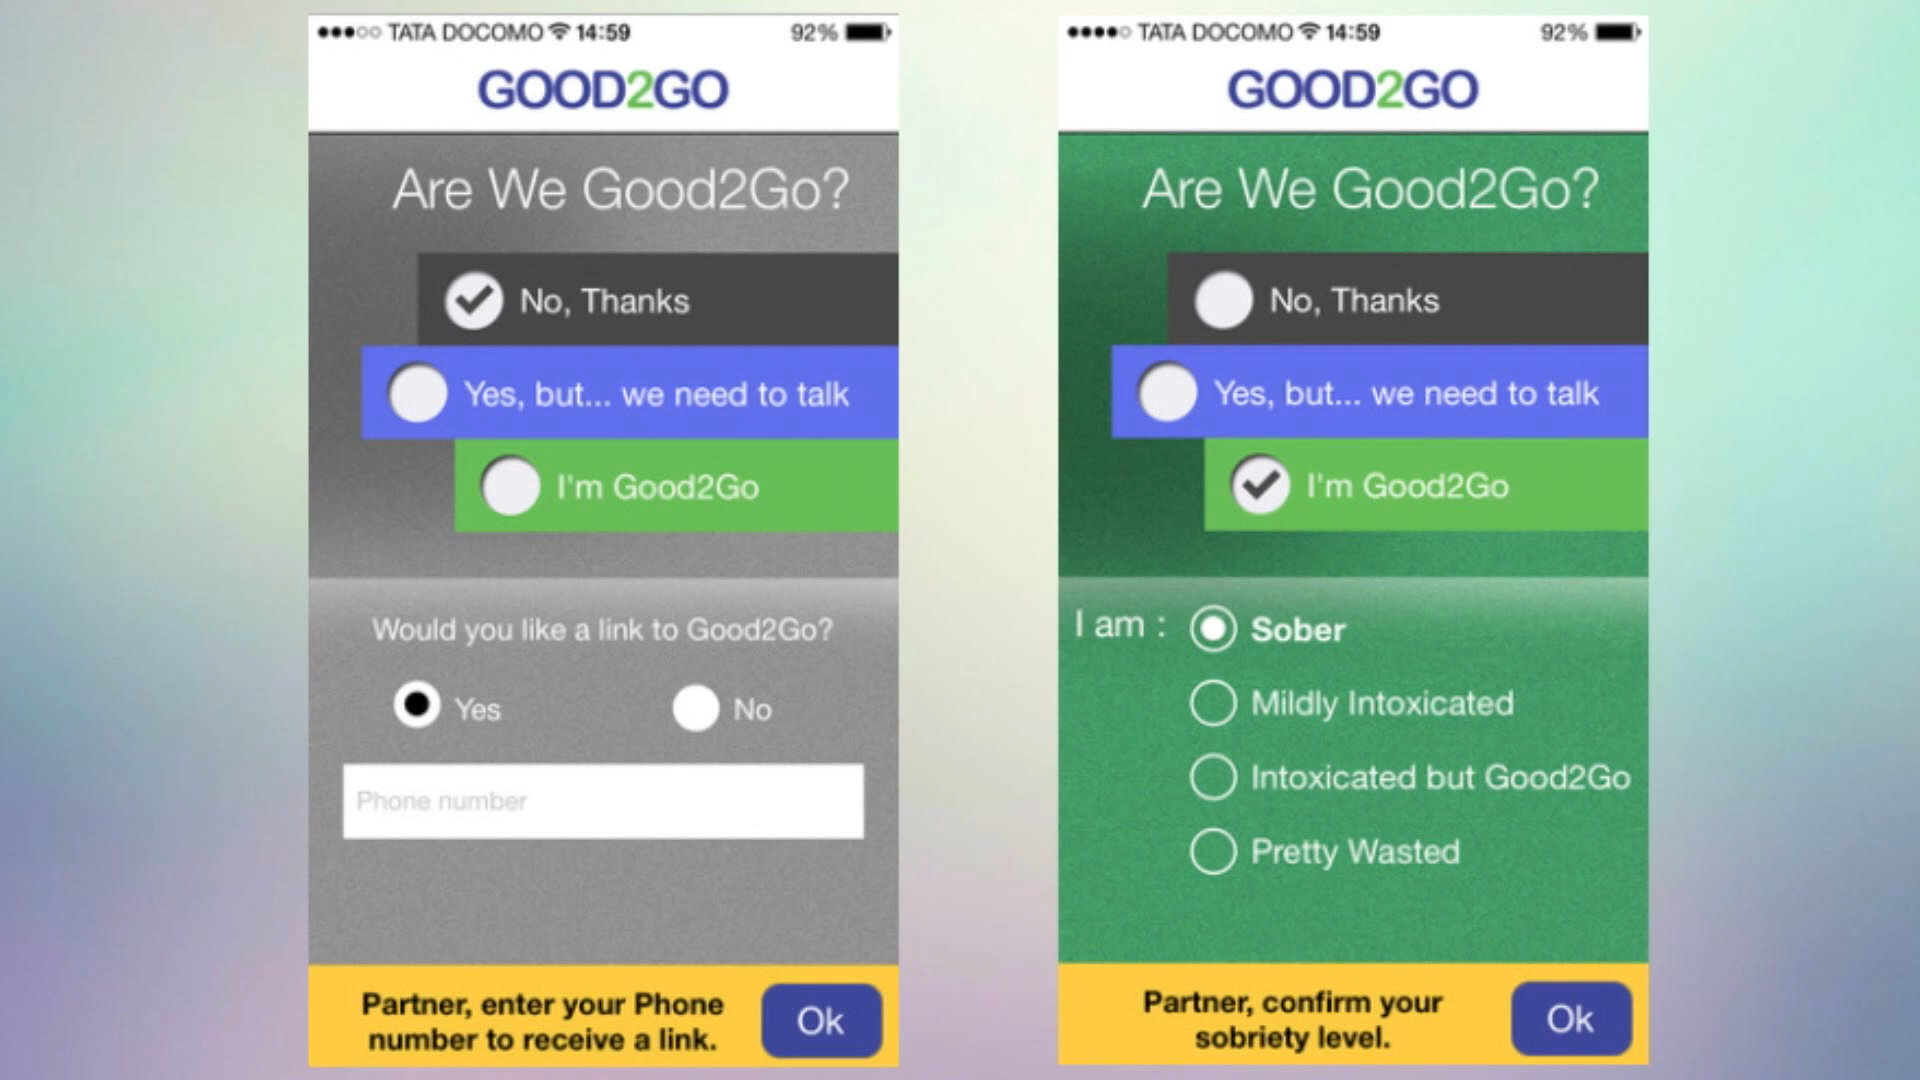 TATA DOCOMO 14:59 92%
GOOD2GO
Are We Good2Go?
No, Thanks
Yes, but... we need to talk
I'm Good2Go
Would you like a link to Good2Go?
Yes No
Phone number
Partner, enter your Phone
number to receive a link.
Ok
TATA DOCOMO 14:59 92%
GOOD2GO
Are We Good2Go?
No, Thanks
Yes, but... we need to talk
I'm Good2Go
I am : Sober
Mildly Intoxicated
Intoxicated but Good2Go
Pretty Wasted
Partner, confirm your
sobriety level.
Ok